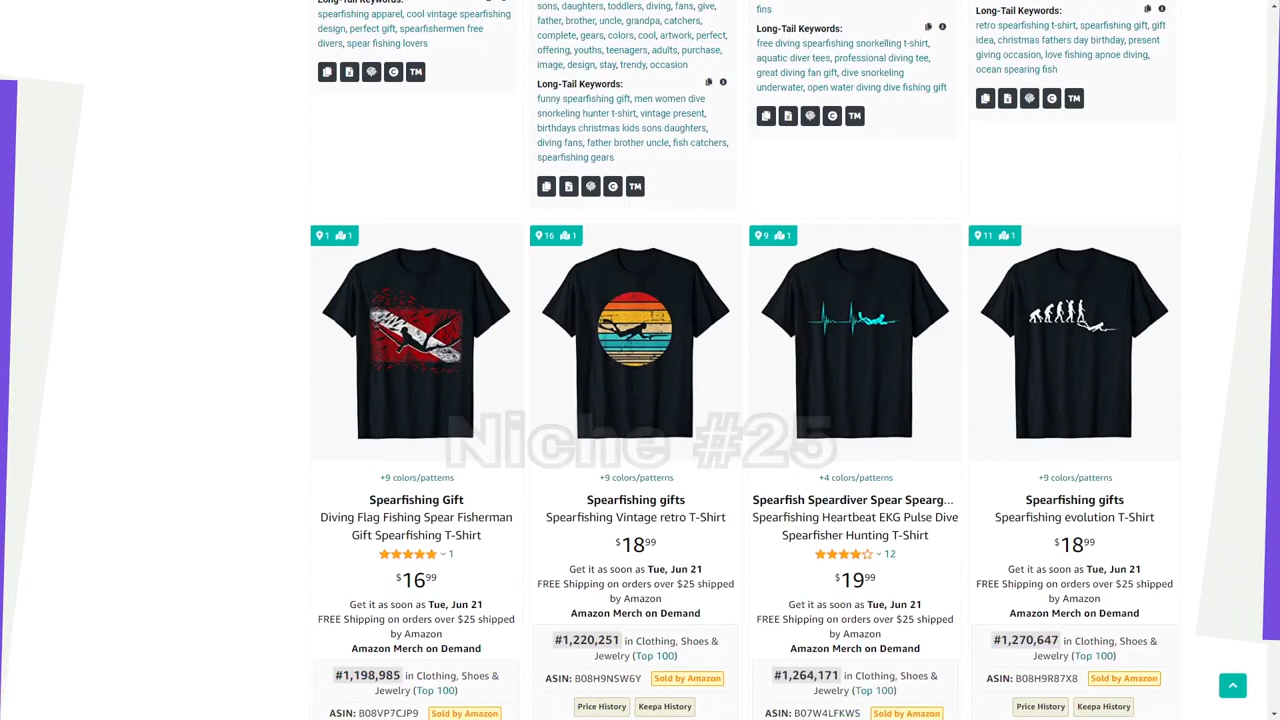 Long-Tail Keywords:
spearfishing apparel, cool vintage spearfishing
design, perfect gift, spearfishermen free
divers, spear fishing lovers
TM
sons, daughters, toddlers, diving, fans, give,
father, brother, uncle, grandpa, catchers,
complete, gears, colors, cool, artwork, perfect,
offering, youths, teenagers, adults, purchase,
image, design, stay, trendy, occasion
Long-Tail Keywords:
funny spearfishing gift, men women dive
snorkeling hunter t-shirt, vintage present,
birthdays christmas kids sons daughters,
diving fans, father brother uncle, fish catchers,
spearfishing gears
TM
fins
Long-Tail Keywords:
free diving spearfishing snorkelling t-shirt,
aquatic diver tees, professional diving tee,
great diving fan gift, dive snorkeling
underwater, open water diving dive fishing gift
TM
Long-Tail Keywords:
retro spearfishing t-shirt, spearfishing gift, gift
idea, christmas fathers day birthday, present
giving occasion, love fishing apnoe diving,
ocean spearing fish
TM
1 1
+9 colors/patterns
Spearfishing Gift
Diving Flag Fishing Spear Fisherman
Gift Spearfishing T-Shirt
1
$16.99
Get it as soon as Tue, Jun 21
FREE Shipping on orders over $25 shipped
by Amazon
Amazon Merch on Demand
#1,198,985 in Clothing, Shoes &
Jewelry (Top 100)
ASIN: B08VP7CJP9 Sold by Amazon
16 1
+9 colors/patterns
Spearfishing gifts
Spearfishing Vintage retro T-Shirt
$18.99
Get it as soon as Tue, Jun 21
FREE Shipping on orders over $25 shipped
by Amazon
Amazon Merch on Demand
#1,220,251 in Clothing, Shoes &
Jewelry (Top 100)
ASIN: B08H9NSW6Y Sold by Amazon
Price History Keepa History
9 1
+4 colors/patterns
Spearfish Speardiver Spear Spearg...
Spearfishing Heartbeat EKG Pulse Dive
Spearfisher Hunting T-Shirt
12
$19.99
Get it as soon as Tue, Jun 21
FREE Shipping on orders over $25 shipped
by Amazon
Amazon Merch on Demand
#1,264,171 in Clothing, Shoes &
Jewelry (Top 100)
ASIN: B07W4LFKWS Sold by Amazon
11 1
+9 colors/patterns
Spearfishing gifts
Spearfishing evolution T-Shirt
$18.99
Get it as soon as Tue, Jun 21
FREE Shipping on orders over $25 shipped
by Amazon
Amazon Merch on Demand
#1,270,647 in Clothing, Shoes &
Jewelry (Top 100)
ASIN: B08H9R87X8 Sold by Amazon
Price History Keepa History
Niche #25